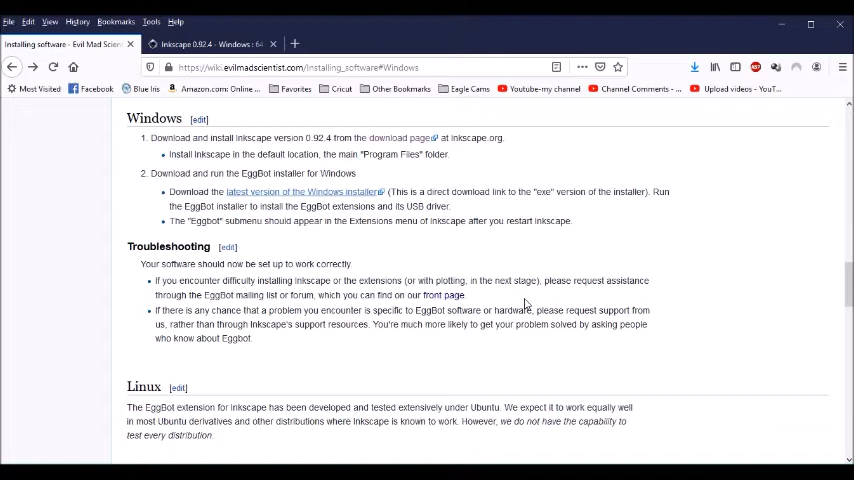 File Edit View History Bookmarks Tools Help
Installing software - Evil Mad Scien × Inkscape 0.92.4 - Windows : 64 × +
https://wiki.evilmadscientist.com/Installing_software#Windows
Most Visited Facebook Blue Iris Amazon.com: Online ... Favorites Cricut Other Bookmarks Eagle Cams Youtube-my channel Channel Comments - ... Upload videos - YouT...
Windows [edit]
1. Download and install Inkscape version 0.92.4 from the download page at Inkscape.org.
• Install Inkscape in the default location, the main "Program Files" folder.
2. Download and run the EggBot installer for Windows
• Download the latest version of the Windows installer (This is a direct download link to the "exe" version of the installer). Run
the EggBot installer to install the EggBot extensions and its USB driver.
• The "Eggbot" submenu should appear in the Extensions menu of Inkscape after you restart Inkscape.
Troubleshooting [edit]
Your software should now be set up to work correctly.
• If you encounter difficulty installing Inkscape or the extensions (or with plotting, in the next stage), please request assistance
through the EggBot mailing list or forum, which you can find on our front page.
• If there is any chance that a problem you encounter is specific to EggBot software or hardware, please request support from
us, rather than through Inkscape's support resources. You're much more likely to get your problem solved by asking people
who know about Eggbot.
Linux [edit]
The EggBot extension for Inkscape has been developed and tested extensively under Ubuntu. We expect it to work equally well
in most Ubuntu derivatives and other distributions where Inkscape is known to work. However, we do not have the capability to
test every distribution.